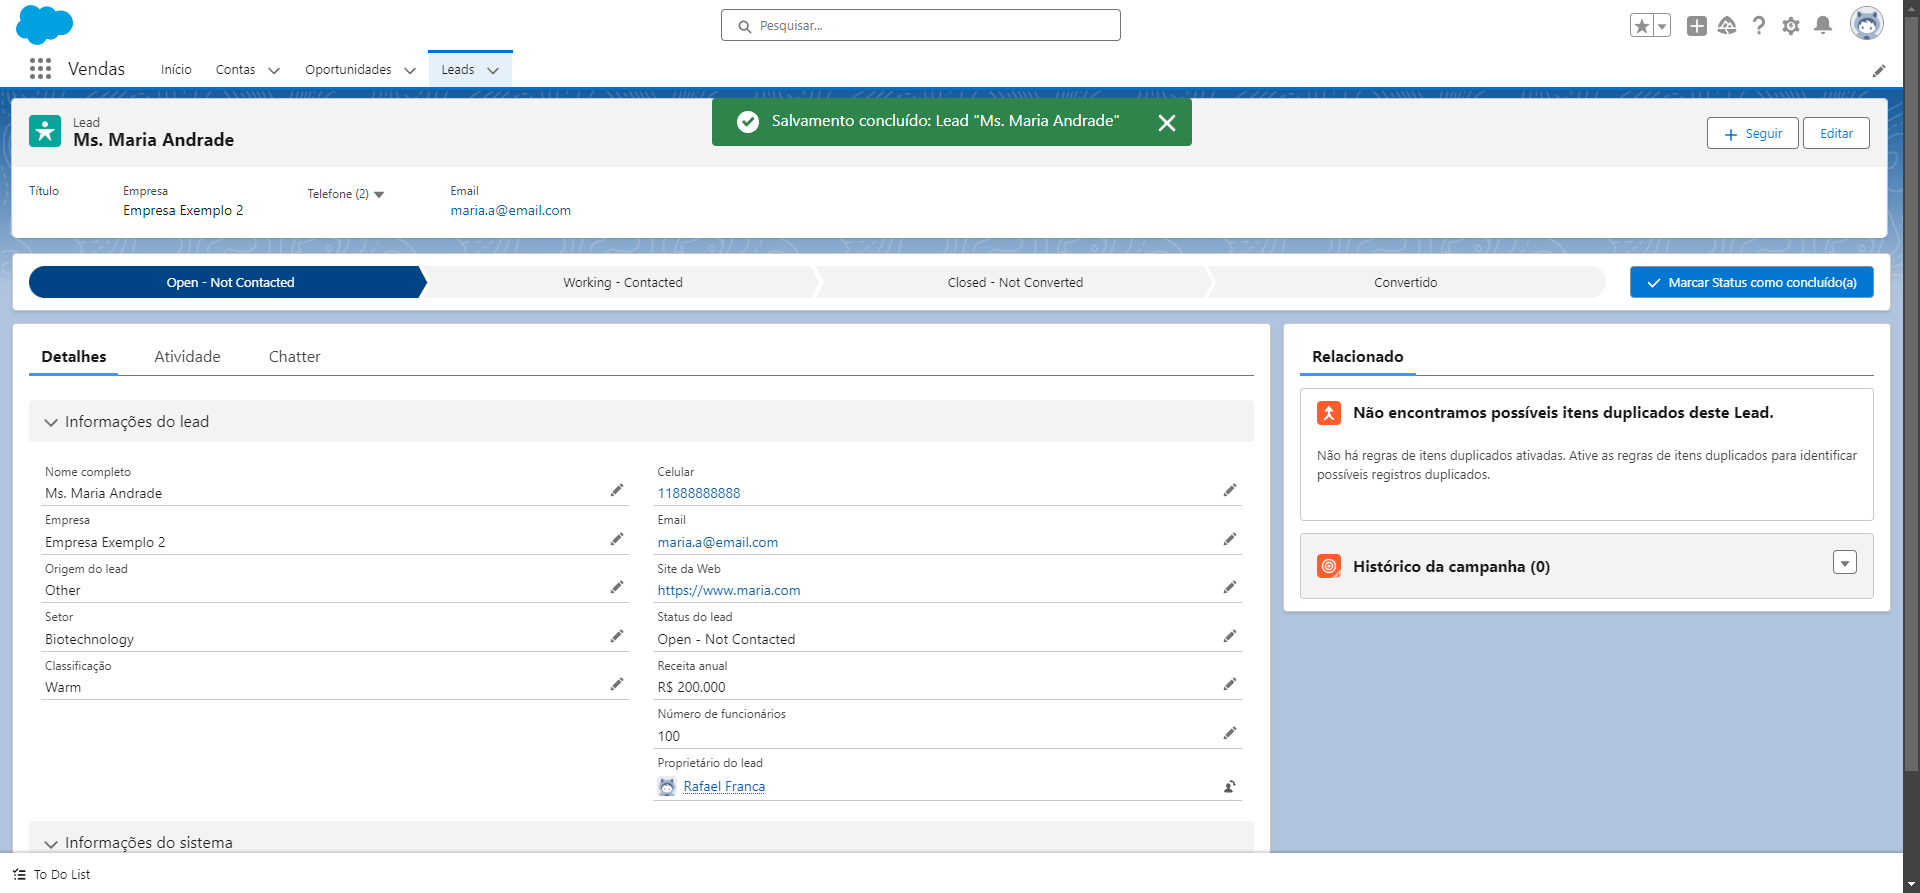 Pesquisar...
Vendas
Início
Contas
Oportunidades
Leads
Lead
Ms. Maria Andrade
Salvamento concluído: Lead "Ms. Maria Andrade"
Seguir
Editar
Título
Empresa
Empresa Exemplo 2
Telefone (2)
Email
maria.a@email.com
Open - Not Contacted
Working - Contacted
Closed - Not Converted
Convertido
Marcar Status como concluído(a)
Detalhes
Atividade
Chatter
Informações do lead
Nome completo
Ms. Maria Andrade
Empresa
Empresa Exemplo 2
Origem do lead
Other
Setor
Biotechnology
Classificação
Warm
Celular
11888888888
Email
maria.a@email.com
Site da Web
https://www.maria.com
Status do lead
Open - Not Contacted
Receita anual
R$ 200.000
Número de funcionários
100
Proprietário do lead
Rafael Franca
Informações do sistema
Relacionado
Não encontramos possíveis itens duplicados deste Lead.
Não há regras de itens duplicados ativadas. Ative as regras de itens duplicados para identificar
possíveis registros duplicados.
Histórico da campanha (0)
To Do List